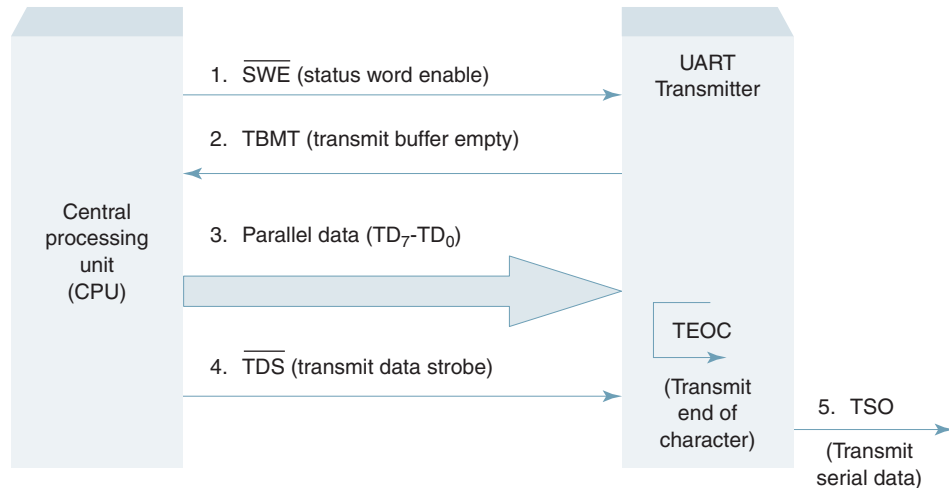 1. SWE (status word enable)
UART
Transmitter
2. TBMT (transmit buffer empty)
Central
processing
unit
(CPU)
3. Parallel data (TD7-TD0)
TEOC
4. TDS (transmit data strobe)
(Transmit
end of
character)
5. TSO
(Transmit
serial data)